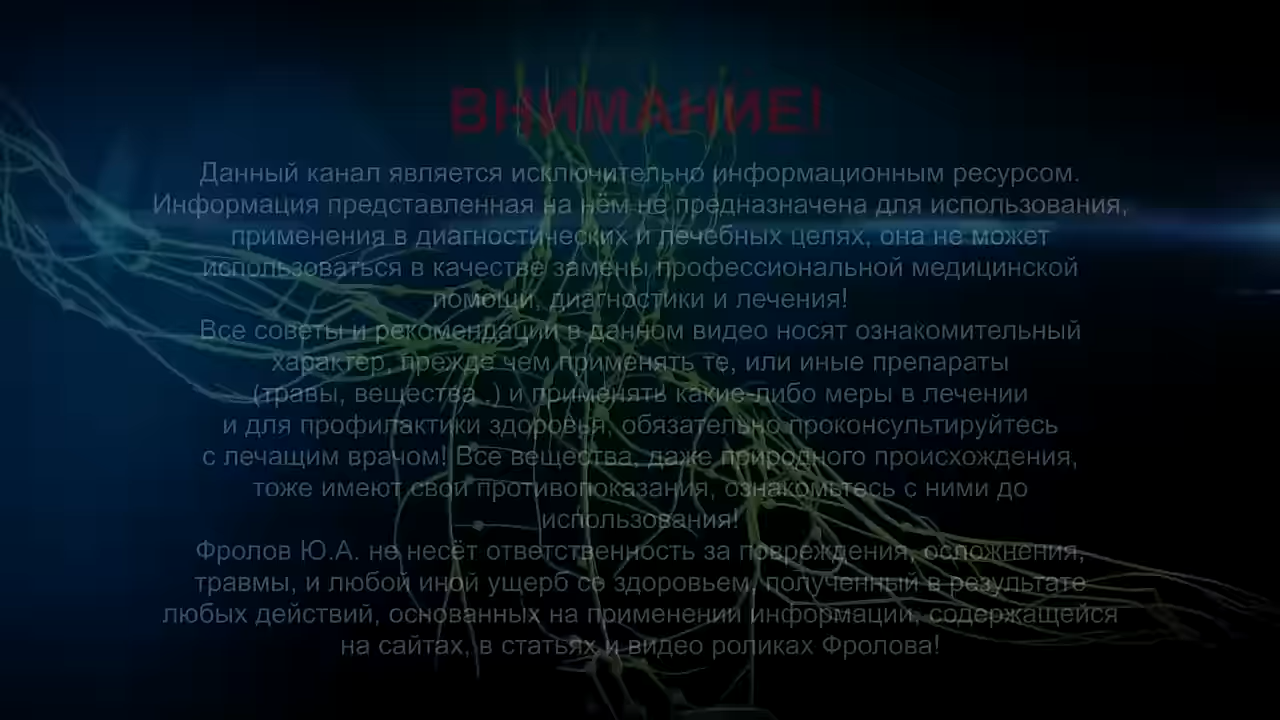 ВНИМАНИЕ!
Данный канал является исключительно информационным ресурсом.
Информация представленная на нём не предназначена для использования,
применения в диагностических и лечебных целях, она не может
использоваться в качестве замены профессиональной медицинской
помощи, диагностики и лечения!
Все советы и рекомендации в данном видео носят ознакомительный
характер, прежде чем применять те, или иные препараты
(травы, вещества..) и применять какие-либо меры в лечении
и для профилактики здоровья, обязательно проконсультируйтесь
с лечащим врачом! Все вещества, даже природного происхождения,
тоже имеют свои противопоказания, ознакомьтесь с ними до
использования!
Фролов Ю.А. не несёт ответственность за повреждения, осложнения,
травмы, и любой иной ущерб со здоровьем, полученный в результате
любых действий, основанных на применении информации, содержащейся
на сайтах, в статьях и видео роликах Фролова!